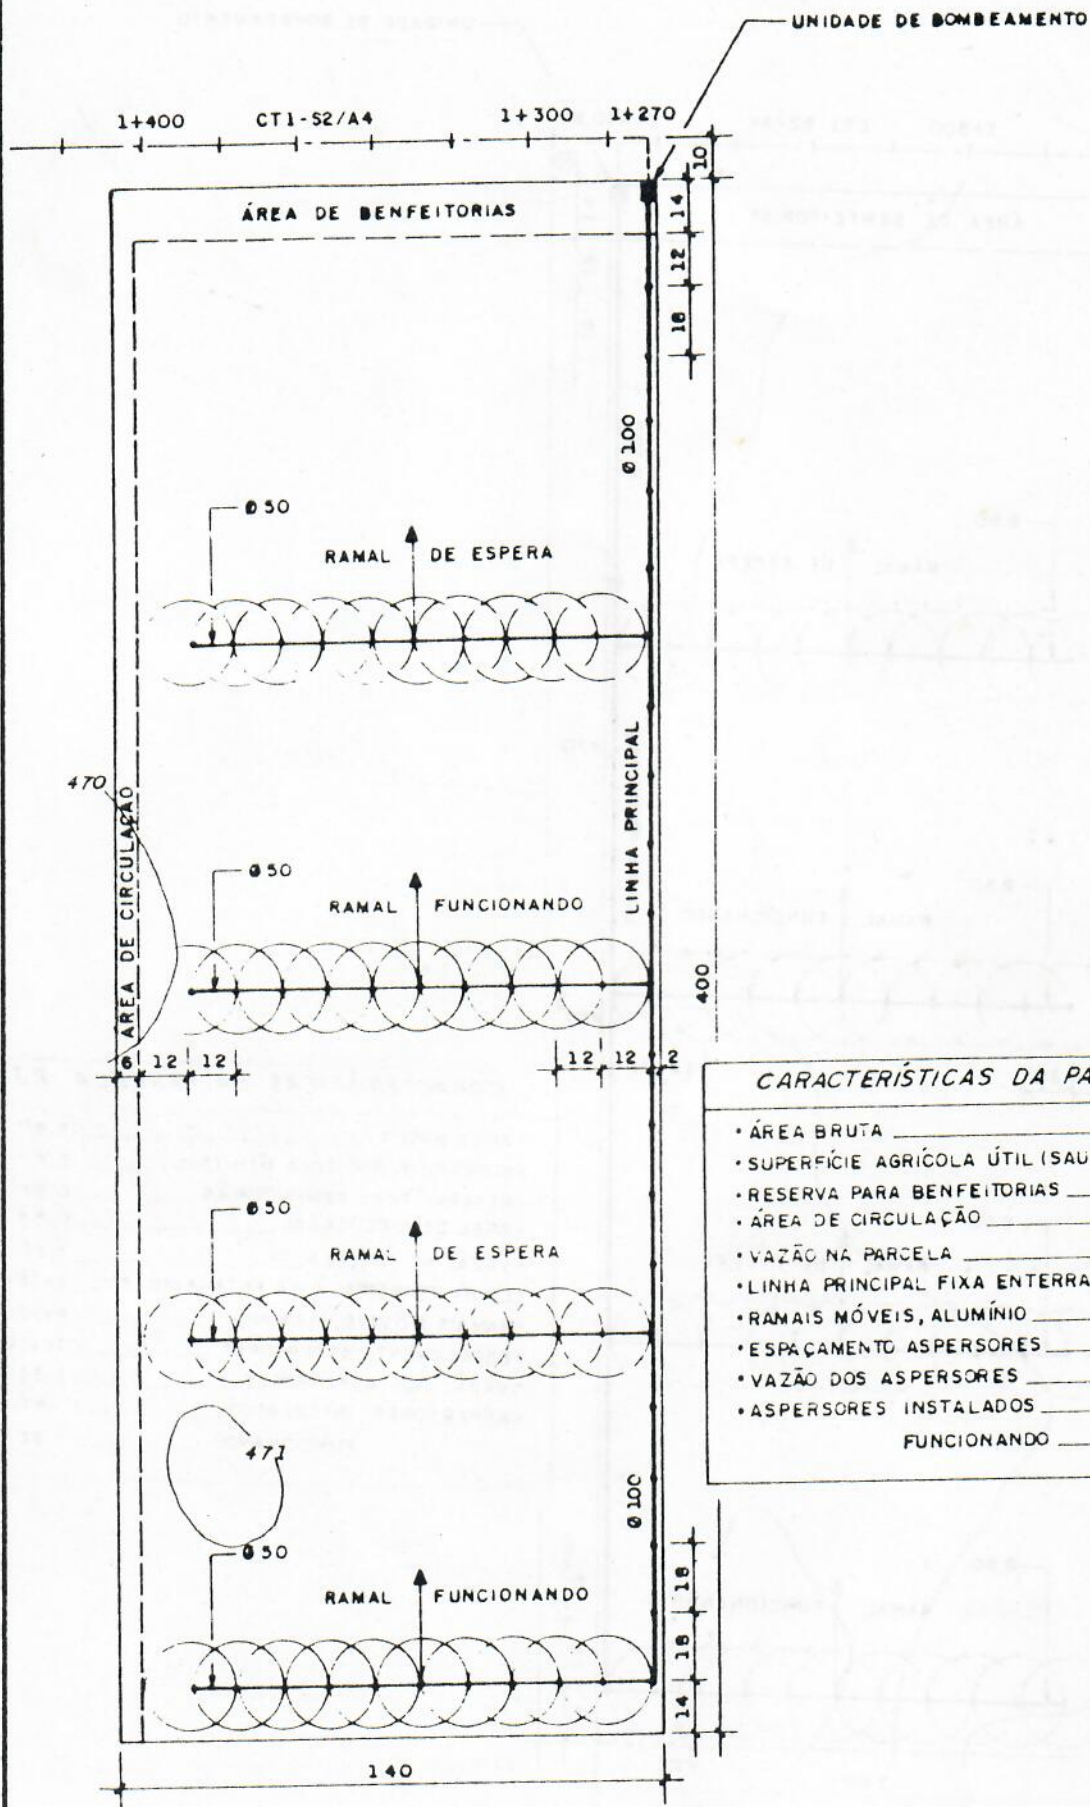 UNIDADE DE BOMBEAMENTO
1+400 CT1-S2/A4 1+300 1+270
10
ÁREA DE BENFEITORIAS
14
12
18
Ø 100
Ø 50
RAMAL DE ESPERA
LINHA PRINCIPAL
470
ÁREA DE CIRCULAÇÃO
Ø 50
RAMAL FUNCIONANDO
400
6 12 12 12 12 2
CARACTERÍSTICAS DA
• ÁREA BRUTA
• SUPERFÍCIE AGRÍCOLA ÚTIL
• RESERVA PARA BENFEITORIAS
• ÁREA DE CIRCULAÇÃO
• VAZÃO NA PARCELA
• LINHA PRINCIPAL FIXA
• RAMAIS MÓVEIS, ALUMÍNIO
• ESPAÇAMENTO ASPERSORES
• VAZÃO DOS ASPERSORES
• ASPERSORES INSTALADOS
FUNCIONANDO
Ø 50
RAMAL DE ESPERA
471
Ø 100
Ø 50
RAMAL FUNCIONANDO
18
18
14
140